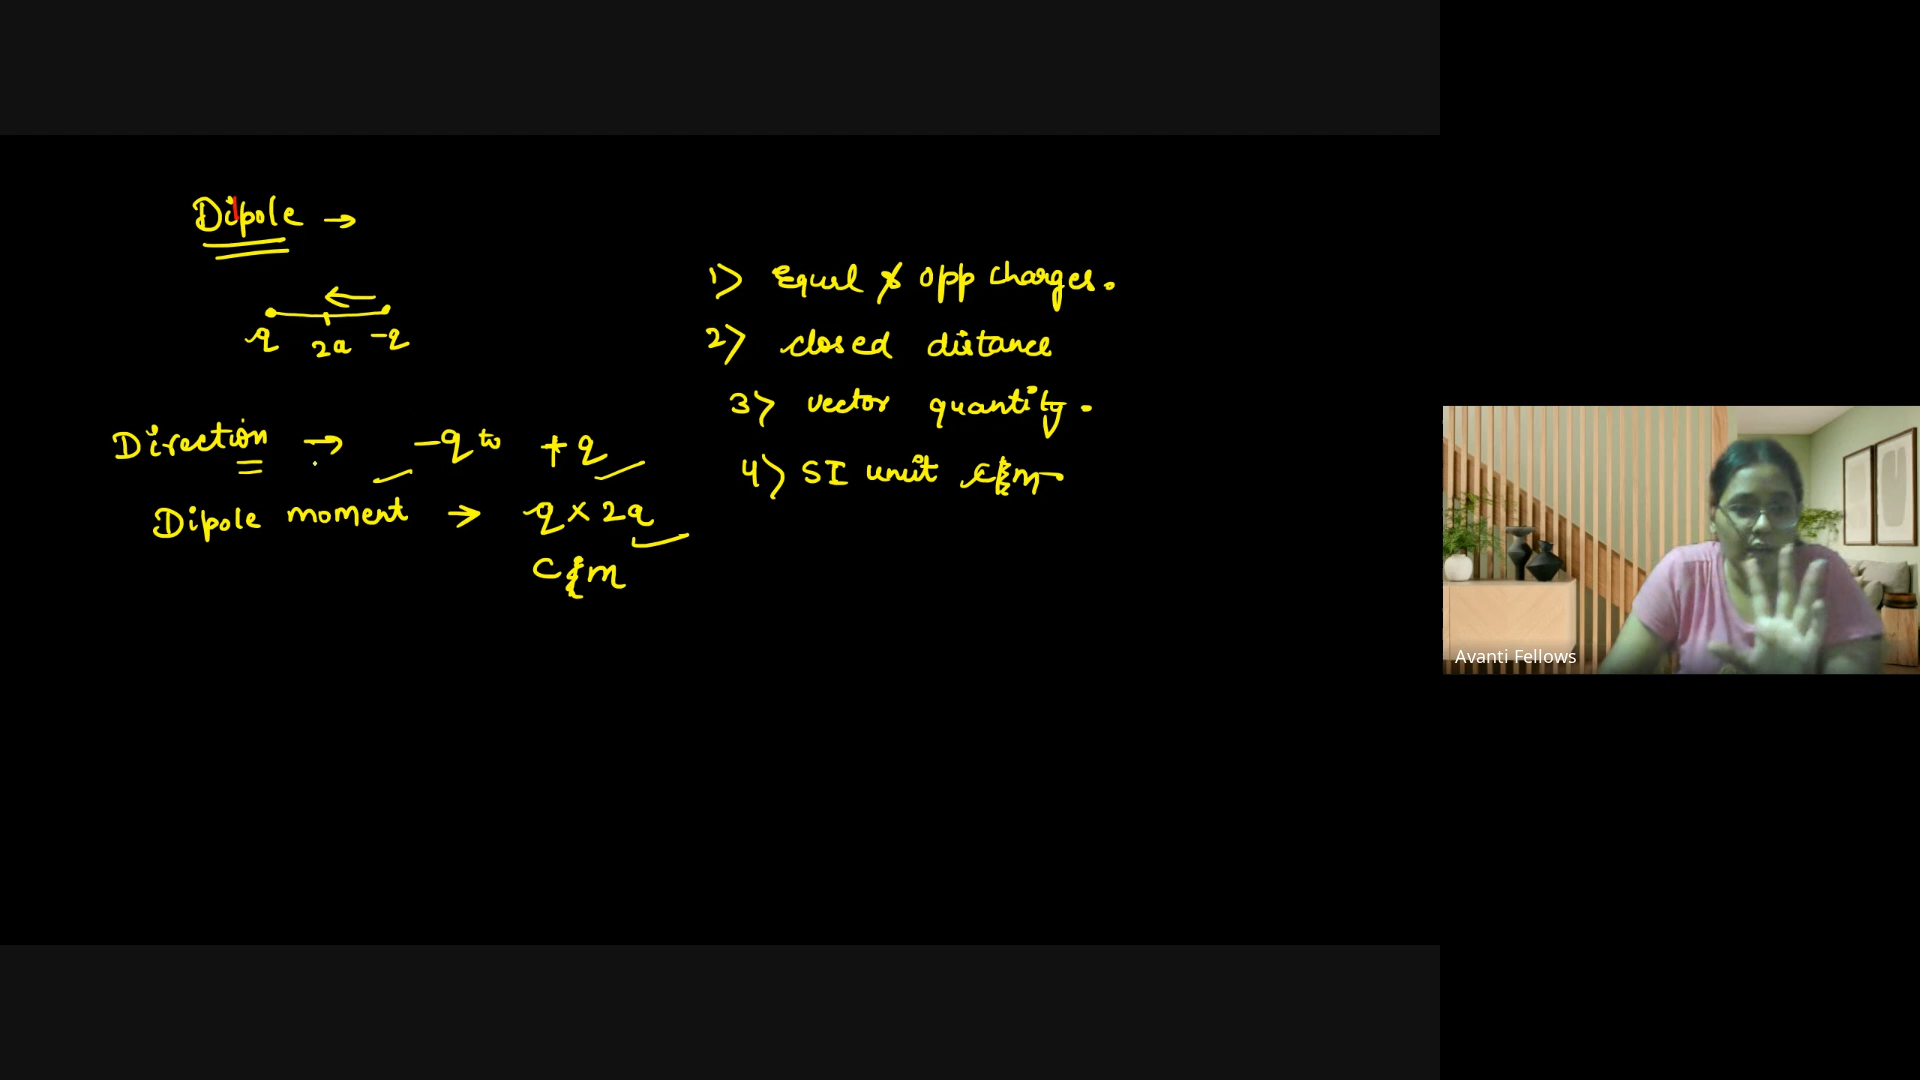 Dipole →
q 2a -q
Direction → -q to +q
Dipole moment → q × 2a
1) Equal & opp charges.
2) closed distance
3) vector quantity.
4) SI unit
Avanti Fellows